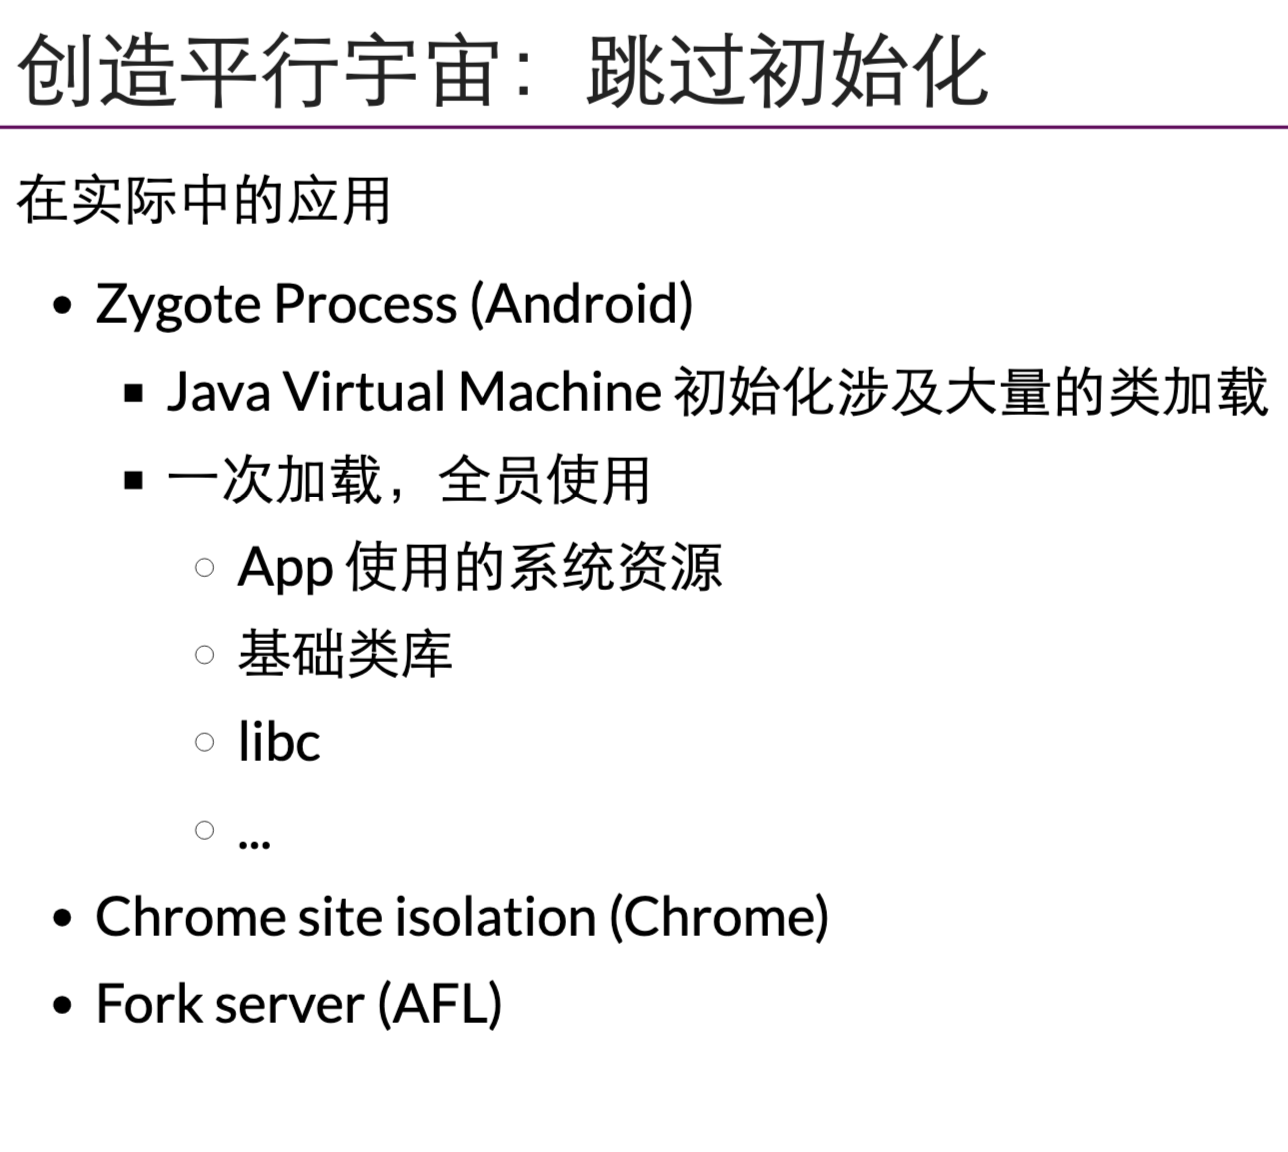 创造平行宇宙：跳过初始化
在实际中的应用
• Zygote Process (Android)
▪ Java Virtual Machine 初始化涉及大量的类加载
▪ 一次加载，全员使用
○ App 使用的系统资源
○ 基础类库
○ libc
○ ...
• Chrome site isolation (Chrome)
• Fork server (AFL)